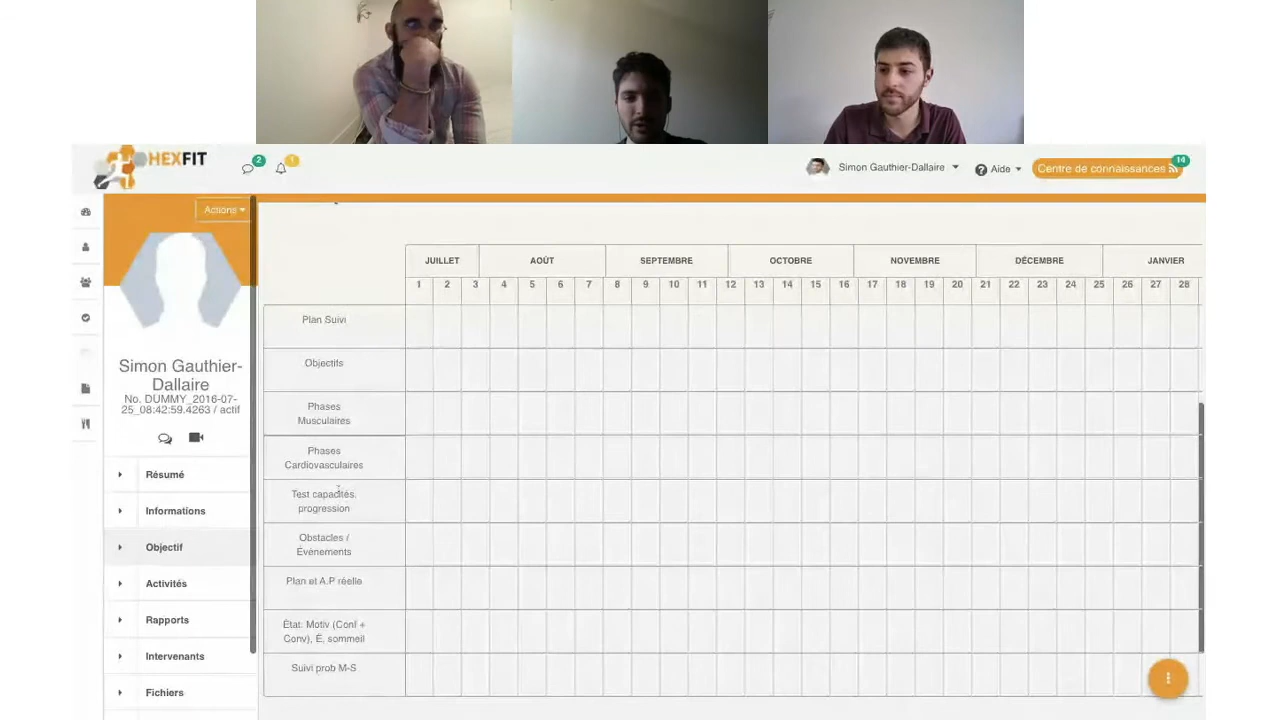 HEXFIT
2
1
Simon Gauthier-Dallaire
Aide
Centre de connaissances
14
Actions
JUILLET AOÛT SEPTEMBRE OCTOBRE NOVEMBRE DÉCEMBRE JANVIER
1 2 3 4 5 6 7 8 9 10 11 12 13 14 15 16 17 18 19 20 21 22 23 24 25 26 27 28
Simon Gauthier-
Dallaire
No. DUMMY_2016-07-
25_08:42:59.4263 / actif
Résumé
Informations
Objectif
Activités
Rapports
Intervenants
Fichiers
Plan Suivi
Objectifs
Phases
Musculaires
Phases
Cardiovasculaires
Test capacités.
progression
Obstacles /
Évènements
Plan et A.P réelle
État: Motiv (Conf +
Conv), É, sommeil
Suivi prob M-S